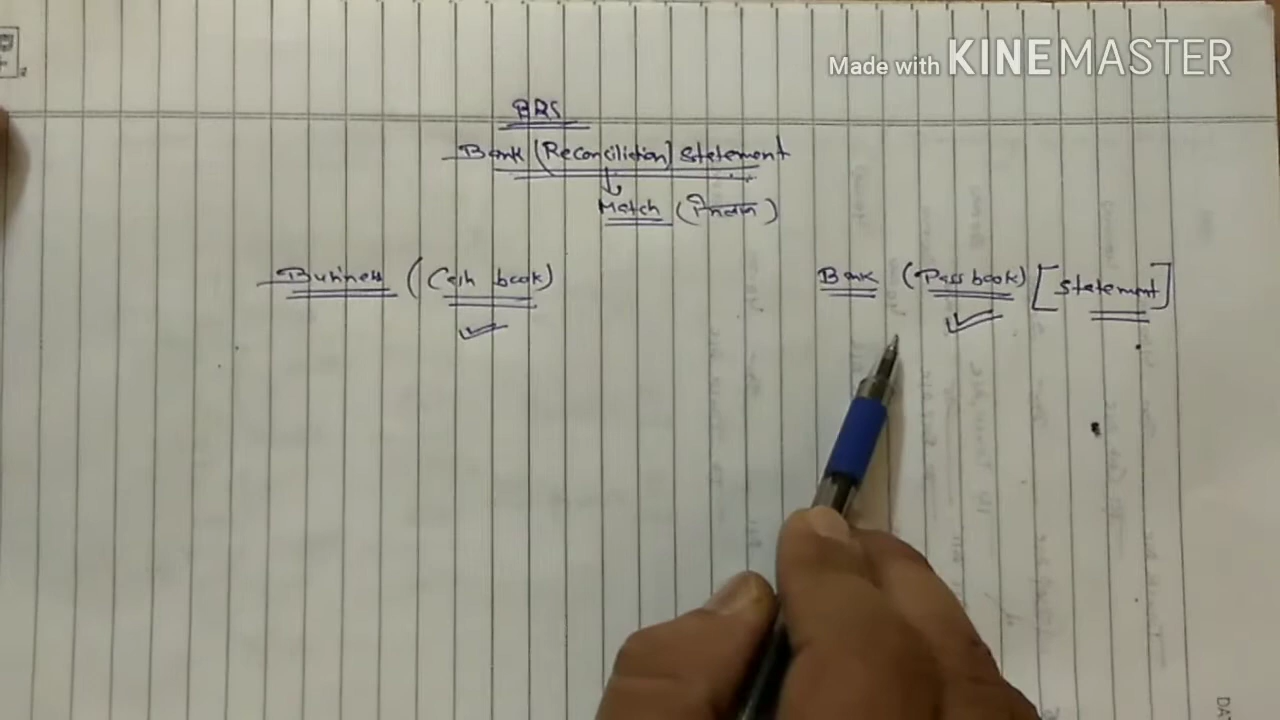 Made with KINEMASTER
BRS
Bank (Reconciliation) Statement
Match (मिलान)
Business (Cash book)
Bank (Pass book) [Statement]